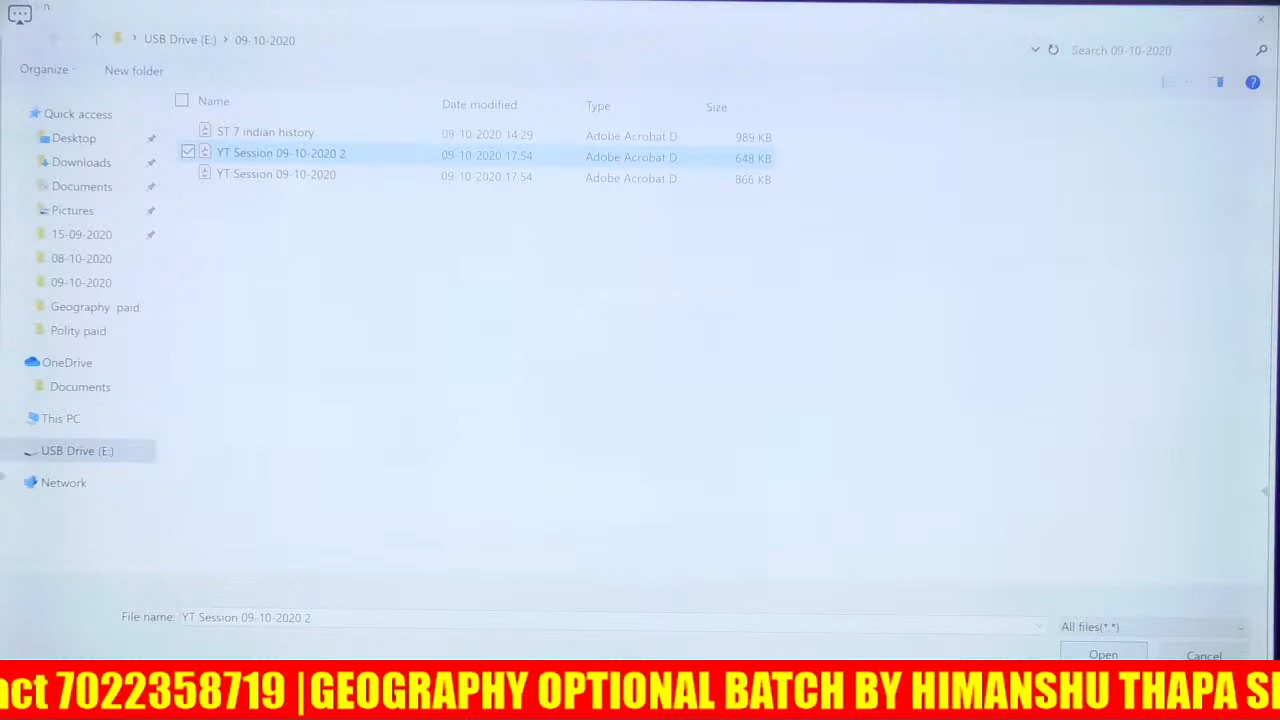 n
USB Drive (E:) > 09-10-2020
Search 09-10-2020
Organize
New folder
Name Date modified Type Size
Quick access
Desktop
Downloads
Documents
Pictures
15-09-2020
08-10-2020
09-10-2020
Geography paid
Polity paid
OneDrive
Documents
This PC
USB Drive (E:)
Network
ST 7 indian history 09-10-2020 14:29 Adobe Acrobat D 989 KB
YT Session 09-10-2020 2 09-10-2020 17:54 Adobe Acrobat D 648 KB
YT Session 09-10-2020 09-10-2020 17:54 Adobe Acrobat D 866 KB
File name: YT Session 09-10-2020 2
All files(*.*)
Open Cancel
act 7022358719 | GEOGRAPHY OPTIONAL BATCH BY HIMANSHU THAPA S